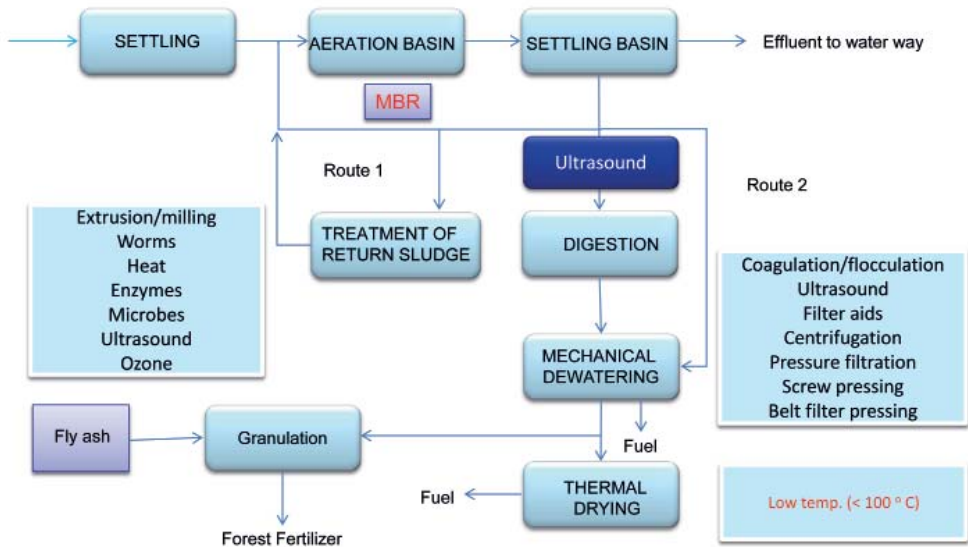 SETTLING
AERATION BASIN
SETTLING BASIN
Effluent to water way
MBR
Ultrasound
Route 1
Route 2
TREATMENT OF
RETURN SLUDGE
DIGESTION
Extrusion/milling
Worms
Heat
Enzymes
Microbes
Ultrasound
Ozone
Coagulation/flocculation
Ultrasound
Filter aids
Centrifugation
Pressure filtration
Screw pressing
Belt filter pressing
MECHANICAL
DEWATERING
Fly ash
Granulation
Fuel
Fuel
THERMAL
DRYING
Low temp. (< 100 ° C)
Forest Fertilizer